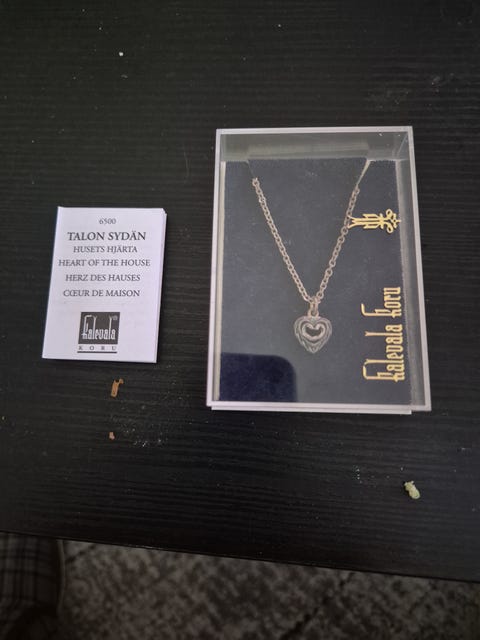 6500
TALON SYDÄN
HUSETS HJÄRTA
HEART OF THE HOUSE
HERZ DES HAUSES
CŒUR DE MAISON
Kalevala
KORU
Kalevala Koru